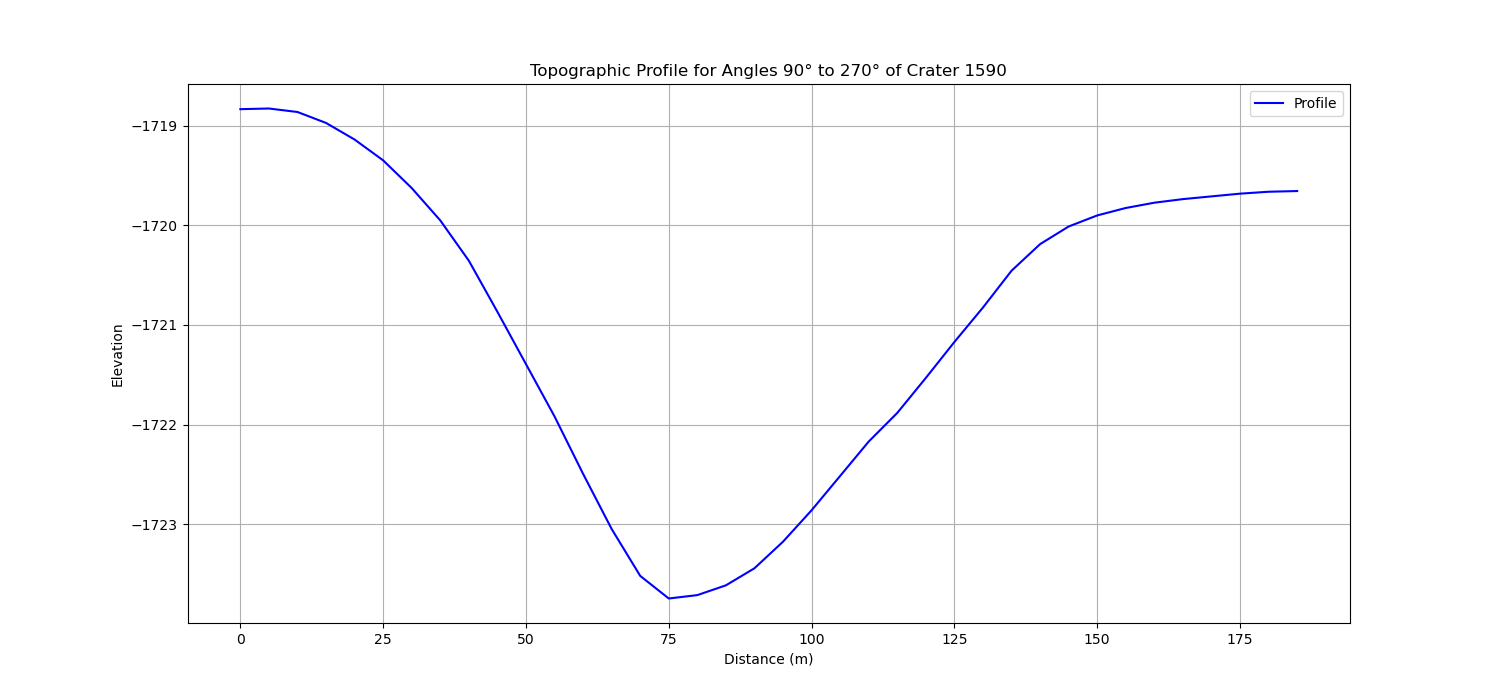 Topographic Profile for Angles 90° to 270° of Crater 1590
Profile
−1719
−1720
−1721
−1722
−1723
Elevation
0 25 50 75 100 125 150 175
Distance (m)